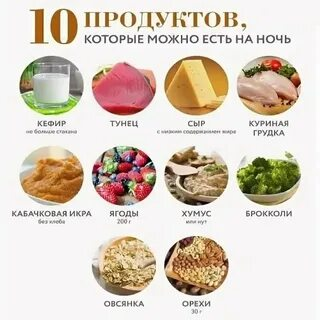 10 ПРОДУКТОВ,
КОТОРЫЕ МОЖНО ЕСТЬ НА НОЧЬ
КЕФИР
не больше стакана
ТУНЕЦ
СЫР
с низким содержанием жира
КУРИНАЯ
ГРУДКА
КАБАЧКОВАЯ ИКРА
без хлеба
ЯГОДЫ
200 г
ХУМУС
или нут
БРОККОЛИ
ОВСЯНКА
ОРЕХИ
30 г